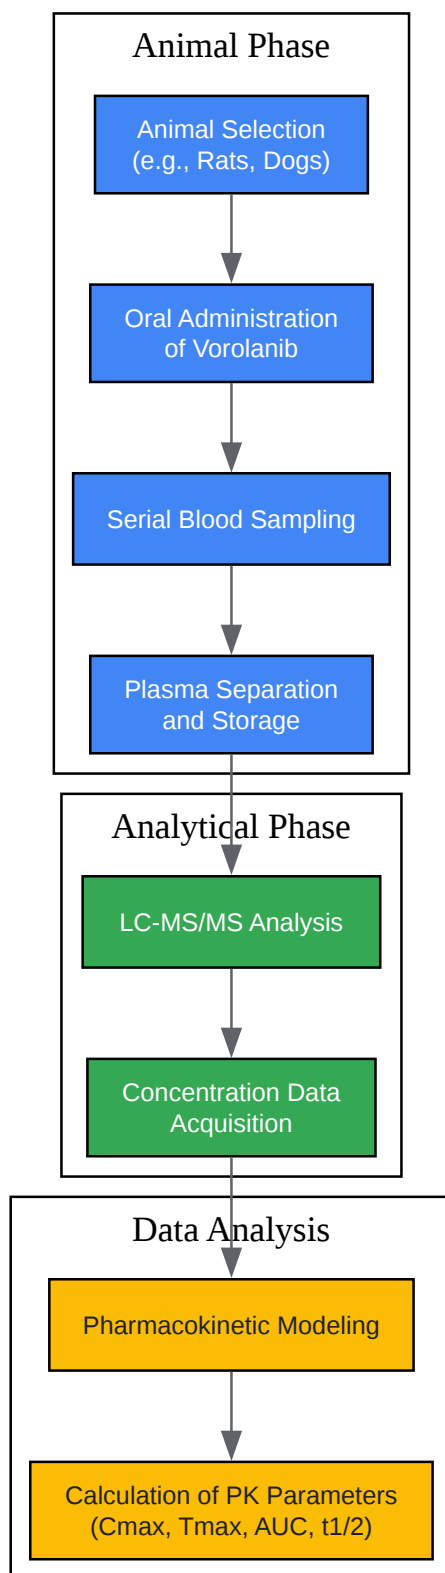 Animal Phase
Animal Selection
(e.g., Rats, Dogs)
Oral Administration
of Vorolanib
Serial Blood Sampling
Plasma Separation
and Storage
Analytical Phase
LC-MS/MS Analysis
Concentration Data
Acquisition
Data Analysis
Pharmacokinetic Modeling
Calculation of PK Parameters
(Cmax, Tmax, AUC, t1/2)